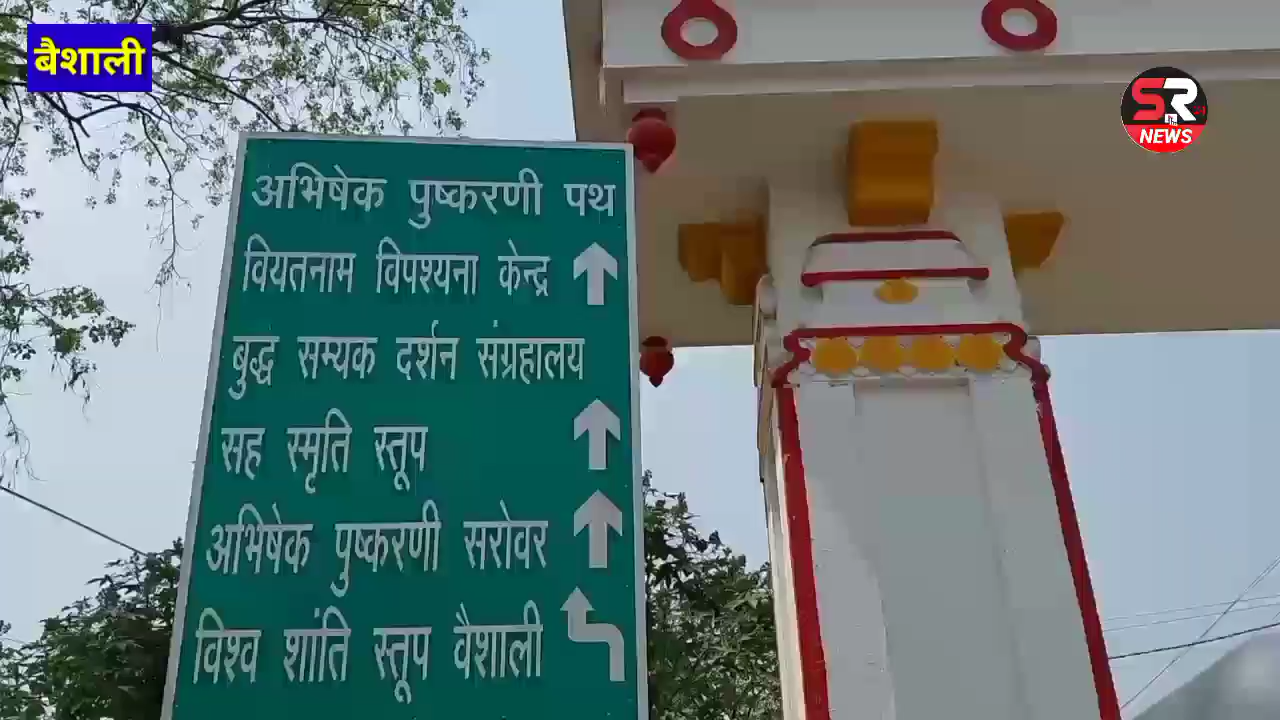 बैशाली
SR
NEWS
अभिषेक पुष्करणी पथ
वियतनाम विपश्यना केन्द्र
बुद्ध सम्यक दर्शन संग्रहालय
सह स्मृति स्तूप
अभिषेक पुष्करणी सरोवर
विश्व शांति स्तूप वैशाली